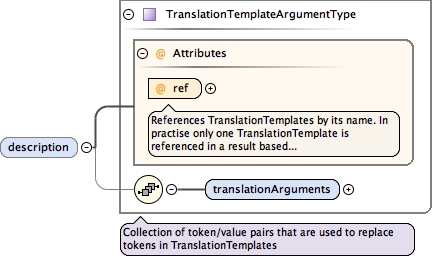 TranslationTemplateArgumentType
@ Attributes
@ ref
References TranslationTemplates by its name. In
practise only one TranslationTemplate is
referenced in a result based...
description
translationArguments
Collection of token/value pairs that are used to replace
tokens in TranslationTemplates